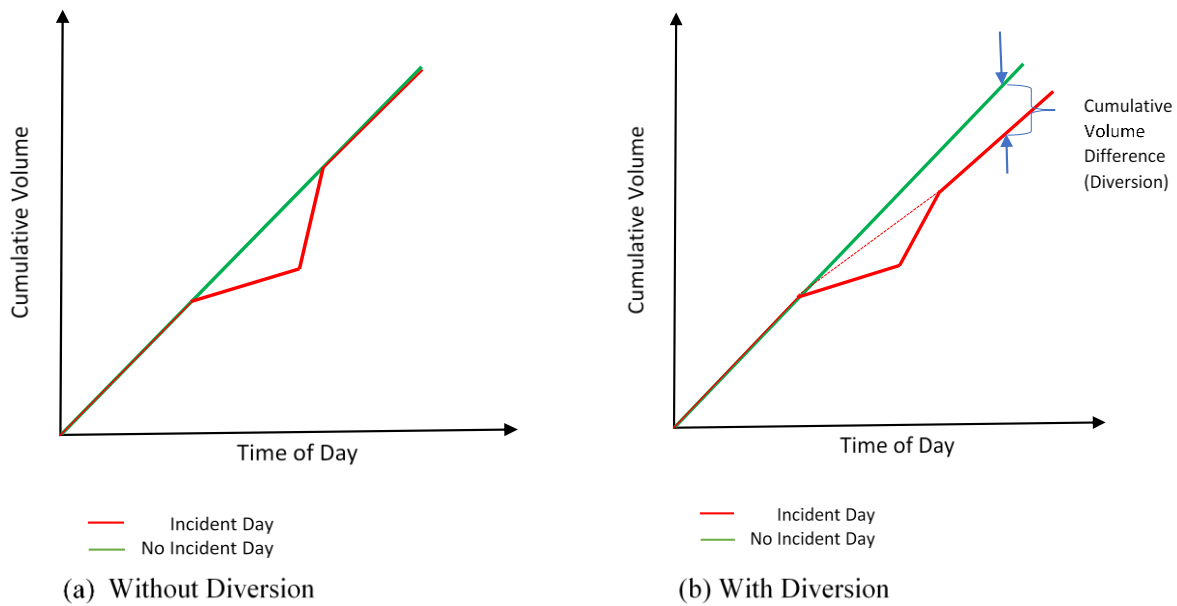 Cumulative Volume
Time of Day
Incident Day
No Incident Day
(a) Without Diversion
Cumulative Volume
Cumulative
Volume
Difference
(Diversion)
Time of Day
Incident Day
No Incident Day
(b) With Diversion